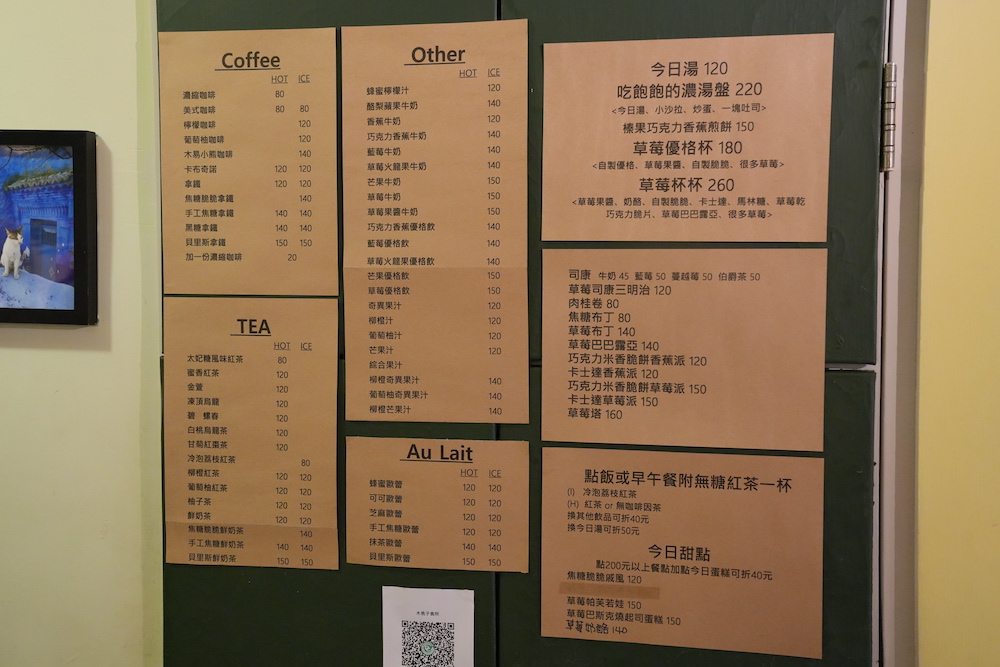 Coffee
HOT ICE
濃縮咖啡 80
美式咖啡 80 80
檸檬咖啡 120
葡萄柚咖啡 120
木易小熊咖啡 140
卡布奇諾 120 120
拿鐵 120 120
焦糖脆脆拿鐵 140
手工焦糖拿鐵 140 140
黑糖拿鐵 140 140
貝里斯拿鐵 150 150
加一份濃縮咖啡 20
TEA
HOT ICE
太妃糖風味紅茶 80
蜜香紅茶 120
金萱 120
凍頂烏龍 120
碧 螺春 120
白桃烏龍茶 120
甘菊紅棗茶 120
冷泡荔枝紅茶 80
柳橙紅茶 120 120
葡萄柚紅茶 120 120
柚子茶 120 120
鮮奶茶 120 120
焦糖脆脆鮮奶茶 140
手工焦糖鮮奶茶 140 140
貝里斯鮮奶茶 150 150
Other
HOT ICE
蜂蜜檸檬汁 120
酪梨蘋果牛奶 140
香蕉牛奶 120
巧克力香蕉牛奶 140
藍莓牛奶 140
草莓火龍果牛奶 140
芒果牛奶 150
草莓牛奶 150
草莓果醬牛奶 150
巧克力香蕉優格飲 140
藍莓優格飲 140
草莓火龍果優格飲 140
芒果優格飲 150
草莓優格飲 150
奇異果汁 120
柳橙汁 120
葡萄柚汁 120
芒果汁 120
綜合果汁
柳橙奇異果汁 140
葡萄柚奇異果汁 140
柳橙芒果汁 140
Au Lait
HOT ICE
蜂蜜歐蕾 120 120
可可歐蕾 120 120
芝麻歐蕾 120 120
手工焦糖歐蕾 120 120
抹茶歐蕾 140 140
貝里斯歐蕾 150 150
今日湯 120
吃飽飽的濃湯盤 220
<今日湯、小沙拉、炒蛋、一塊吐司>
榛果巧克力香蕉煎餅 150
草莓優格杯 180
<自製優格、草莓果醬、自製脆脆、很多草莓>
草莓杯杯 260
<草莓果醬、奶酪、自製脆脆、卡士達、馬林糖、草莓乾
巧克力脆片、草莓巴巴露亞、很多草莓>
司康 牛奶 45 藍莓 50 蔓越莓 50 伯爵茶 50
草莓司康三明治 120
肉桂卷 80
焦糖布丁 80
草莓布丁 140
草莓巴巴露亞 140
巧克力米香脆餅香蕉派 120
卡士達香蕉派 120
巧克力米香脆餅草莓派 150
卡士達草莓派 150
草莓塔 160
點飯或早午餐附無糖紅茶一杯
(I) 冷泡荔枝紅茶
(H) 紅茶 or 無咖啡因茶
換其他飲品可折40元
換今日湯可折50元
今日甜點
點200元以上餐點加點今日蛋糕可折40元
焦糖脆脆戚風 120
草莓帕芙若娃 150
草莓巴斯克燒起司蛋糕 150
草莓奶酪 140